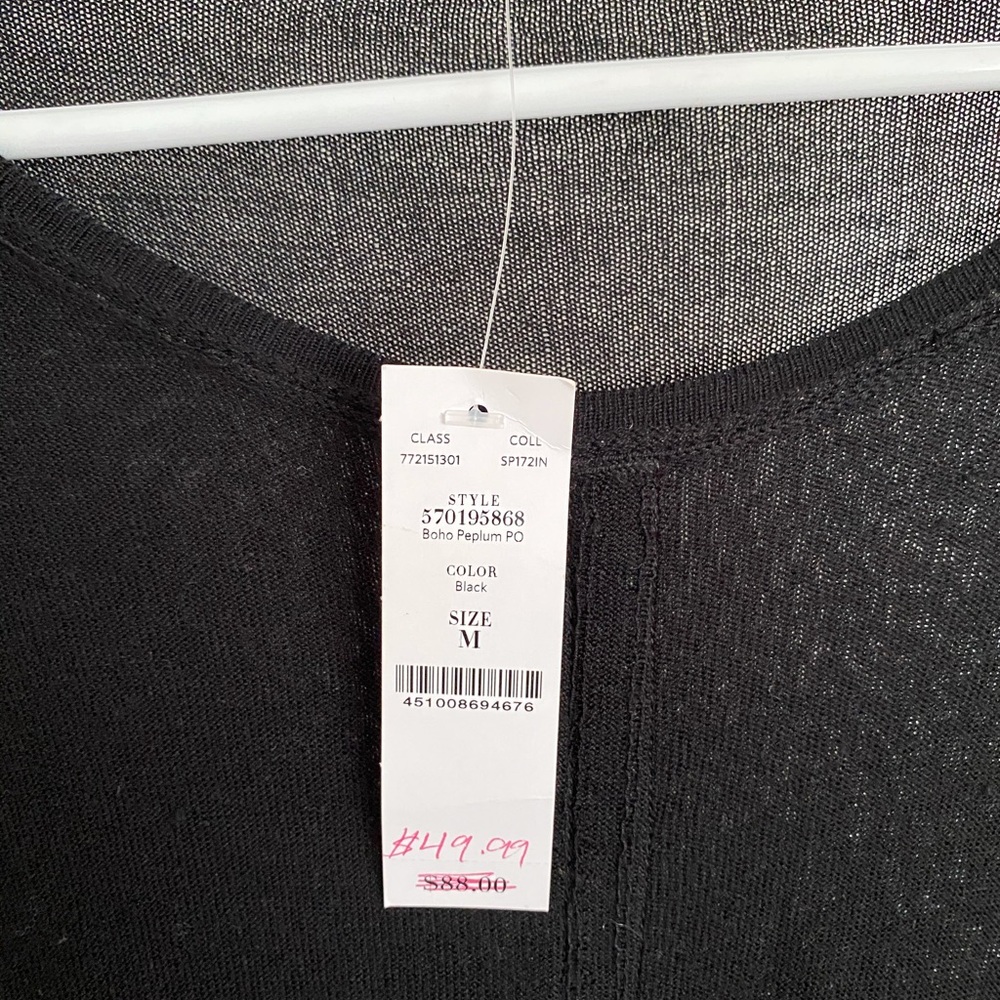 CLASS COLL
772151301 SP172IN
STYLE
570195868
Boho Peplum PO
COLOR
Black
SIZE
M
451008694676
$49.99
$88.00